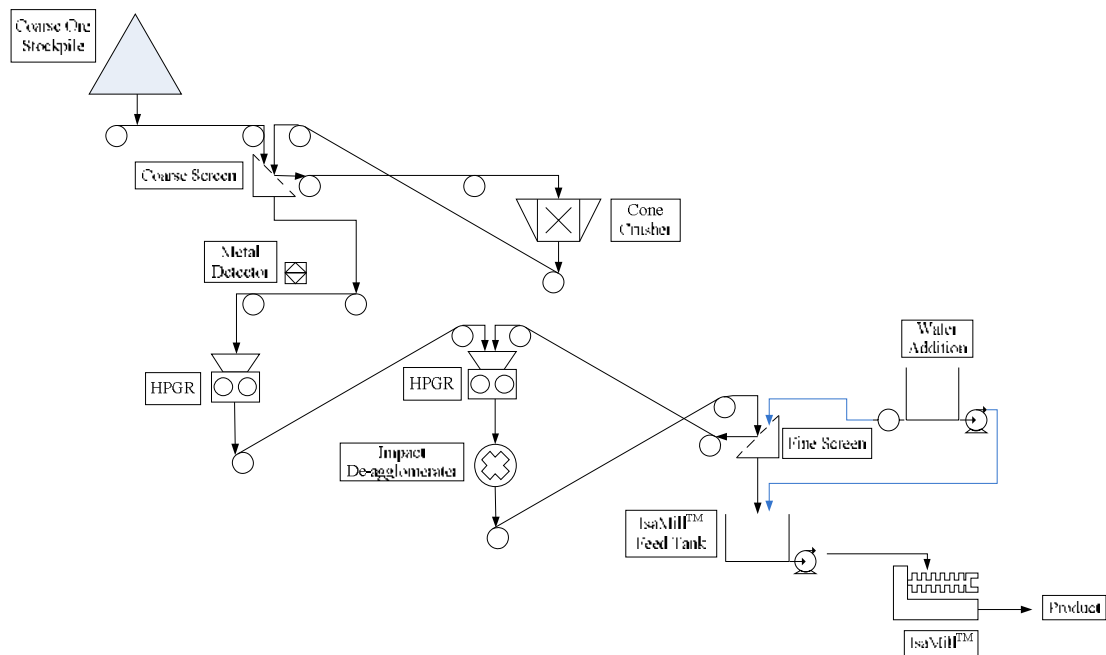 Coarse Ore
Stockpile
Coarse Screen
Cone
Crusher
Metal
Detector
HPGR
HPGR
Water
Addition
Impact
De-agglomerater
Fine Screen
IsaMill™
Feed Tank
Product
IsaMill™